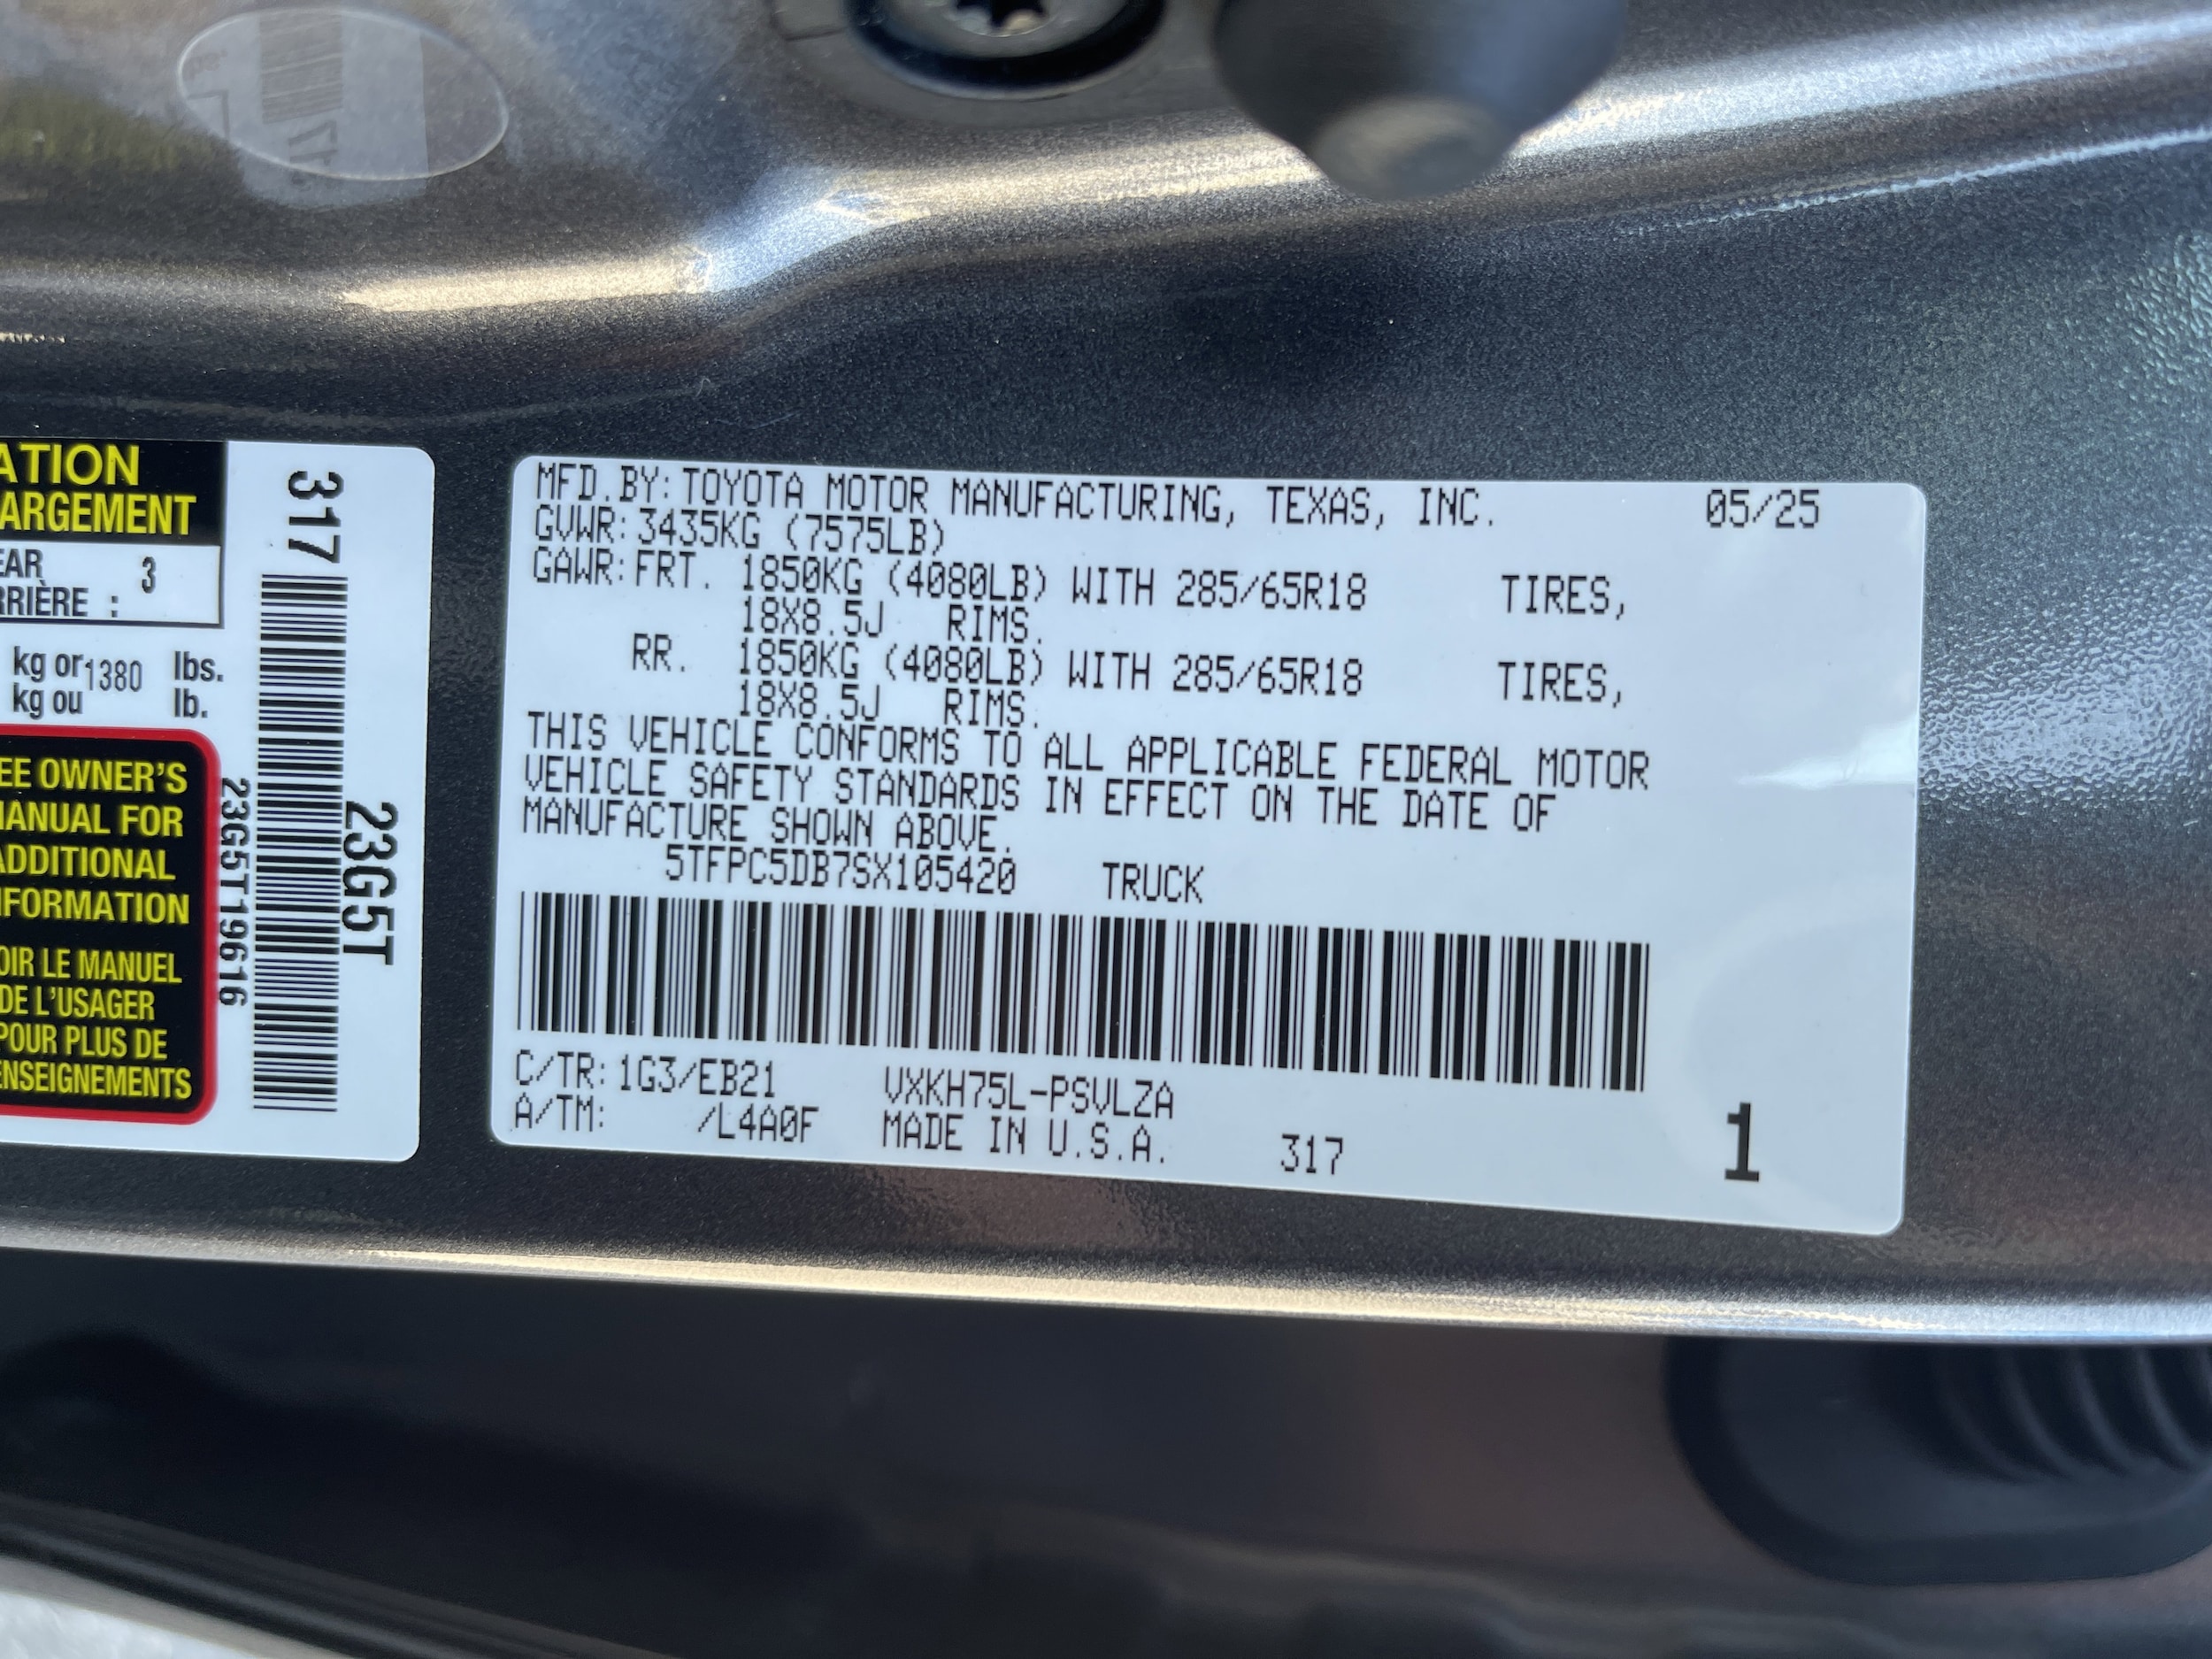 ATION
ARGEMENT
EAR
RRIÈRE : 3
kg or 1380 lbs.
kg ou lb.
EE OWNER'S
MANUAL FOR
ADDITIONAL
NFORMATION
OIR LE MANUEL
DE L'USAGER
POUR PLUS DE
ENSEIGNEMENTS
317
23G5T19616
23G5T
MFD.BY:TOYOTA MOTOR MANUFACTURING, TEXAS, INC. 05/25
GVWR:3435KG (7575LB)
GAWR:FRT. 1850KG (4080LB) WITH 285/65R18 TIRES,
18X8.5J RIMS.
RR. 1850KG (4080LB) WITH 285/65R18 TIRES,
18X8.5J RIMS.
THIS VEHICLE CONFORMS TO ALL APPLICABLE FEDERAL MOTOR
VEHICLE SAFETY STANDARDS IN EFFECT ON THE DATE OF
MANUFACTURE SHOWN ABOVE.
5TFPC5DB7SX105420 TRUCK
C/TR:1G3/EB21 VXKH75L-PSVLZA
A/TM: /L4A0F MADE IN U.S.A. 317 1